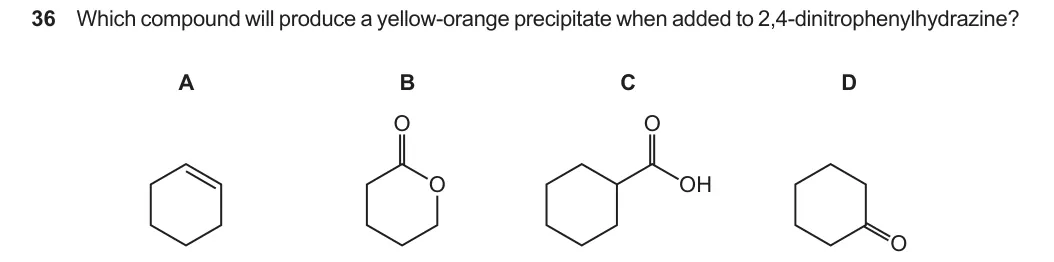 36 Which compound will produce a yellow-orange precipitate when added to 2,4-dinitrophenylhydrazine?
A B C D
O O
O OH
O